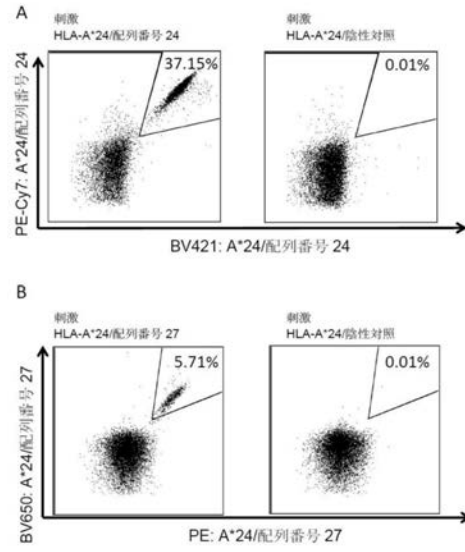 A
刺激
HLA-A*24/配列番号 24
刺激
HLA-A*24/陰性対照
37.15%
0.01%
PE-Cy7: A*24/配列番号 24
BV421: A*24/配列番号 24
B
刺激
HLA-A*24/配列番号 27
刺激
HLA-A*24/陰性対照
5.71%
0.01%
BV650: A*24/配列番号 27
PE: A*24/配列番号 27